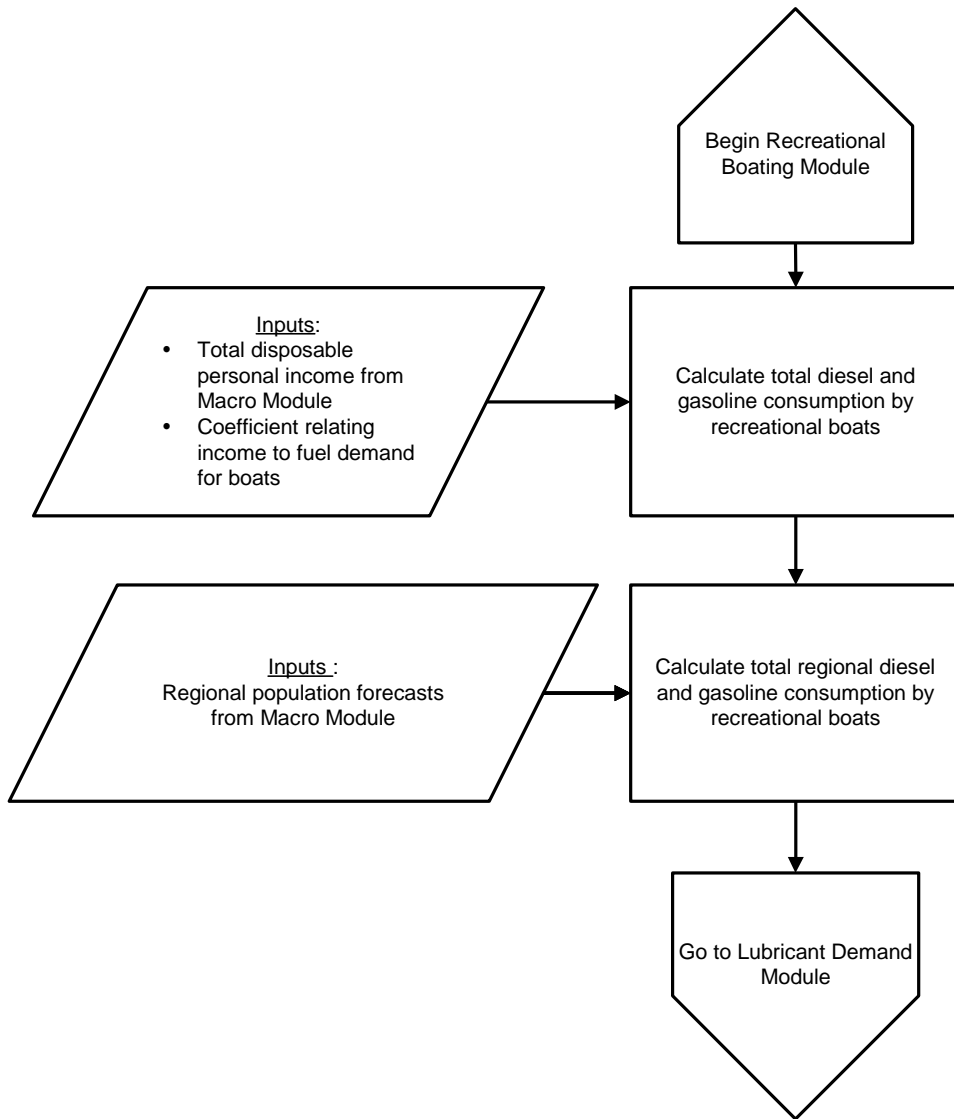 Begin Recreational
Boating Module
Inputs:
• Total disposable
personal income from
Macro Module
• Coefficient relating
income to fuel demand
for boats
Calculate total diesel and
gasoline consumption by
recreational boats
Inputs :
Regional population forecasts
from Macro Module
Calculate total regional diesel
and gasoline consumption by
recreational boats
Go to Lubricant Demand
Module